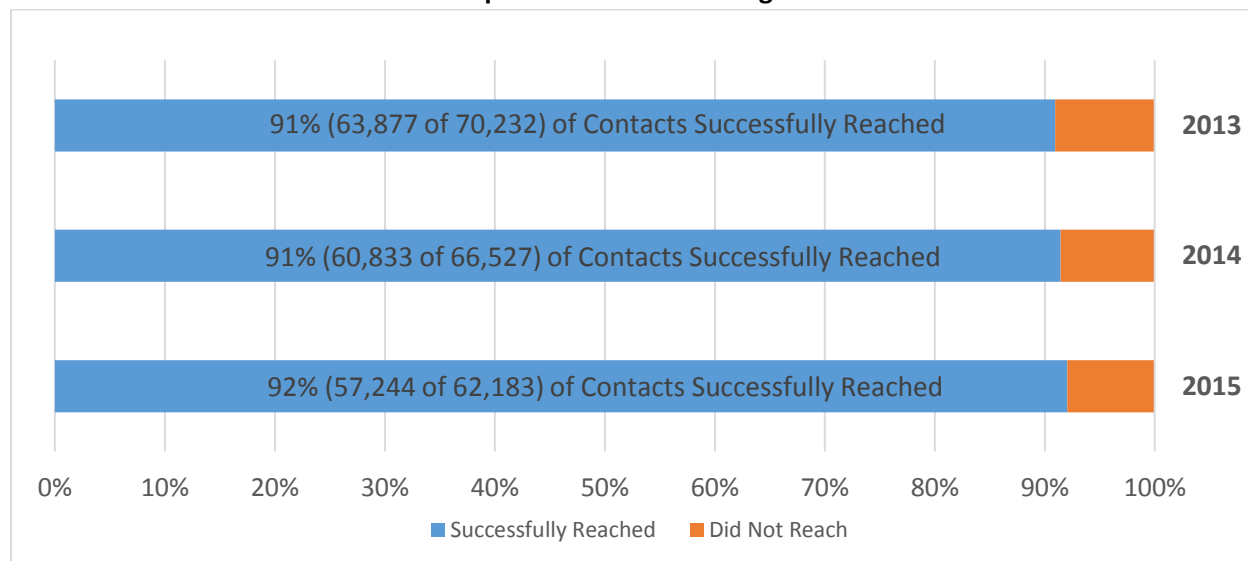 91% (63,877 of 70,232) of Contacts Successfully Reached 2013
91% (60,833 of 66,527) of Contacts Successfully Reached 2014
92% (57,244 of 62,183) of Contacts Successfully Reached 2015
0% 10% 20% 30% 40% 50% 60% 70% 80% 90% 100%
Successfully Reached Did Not Reach